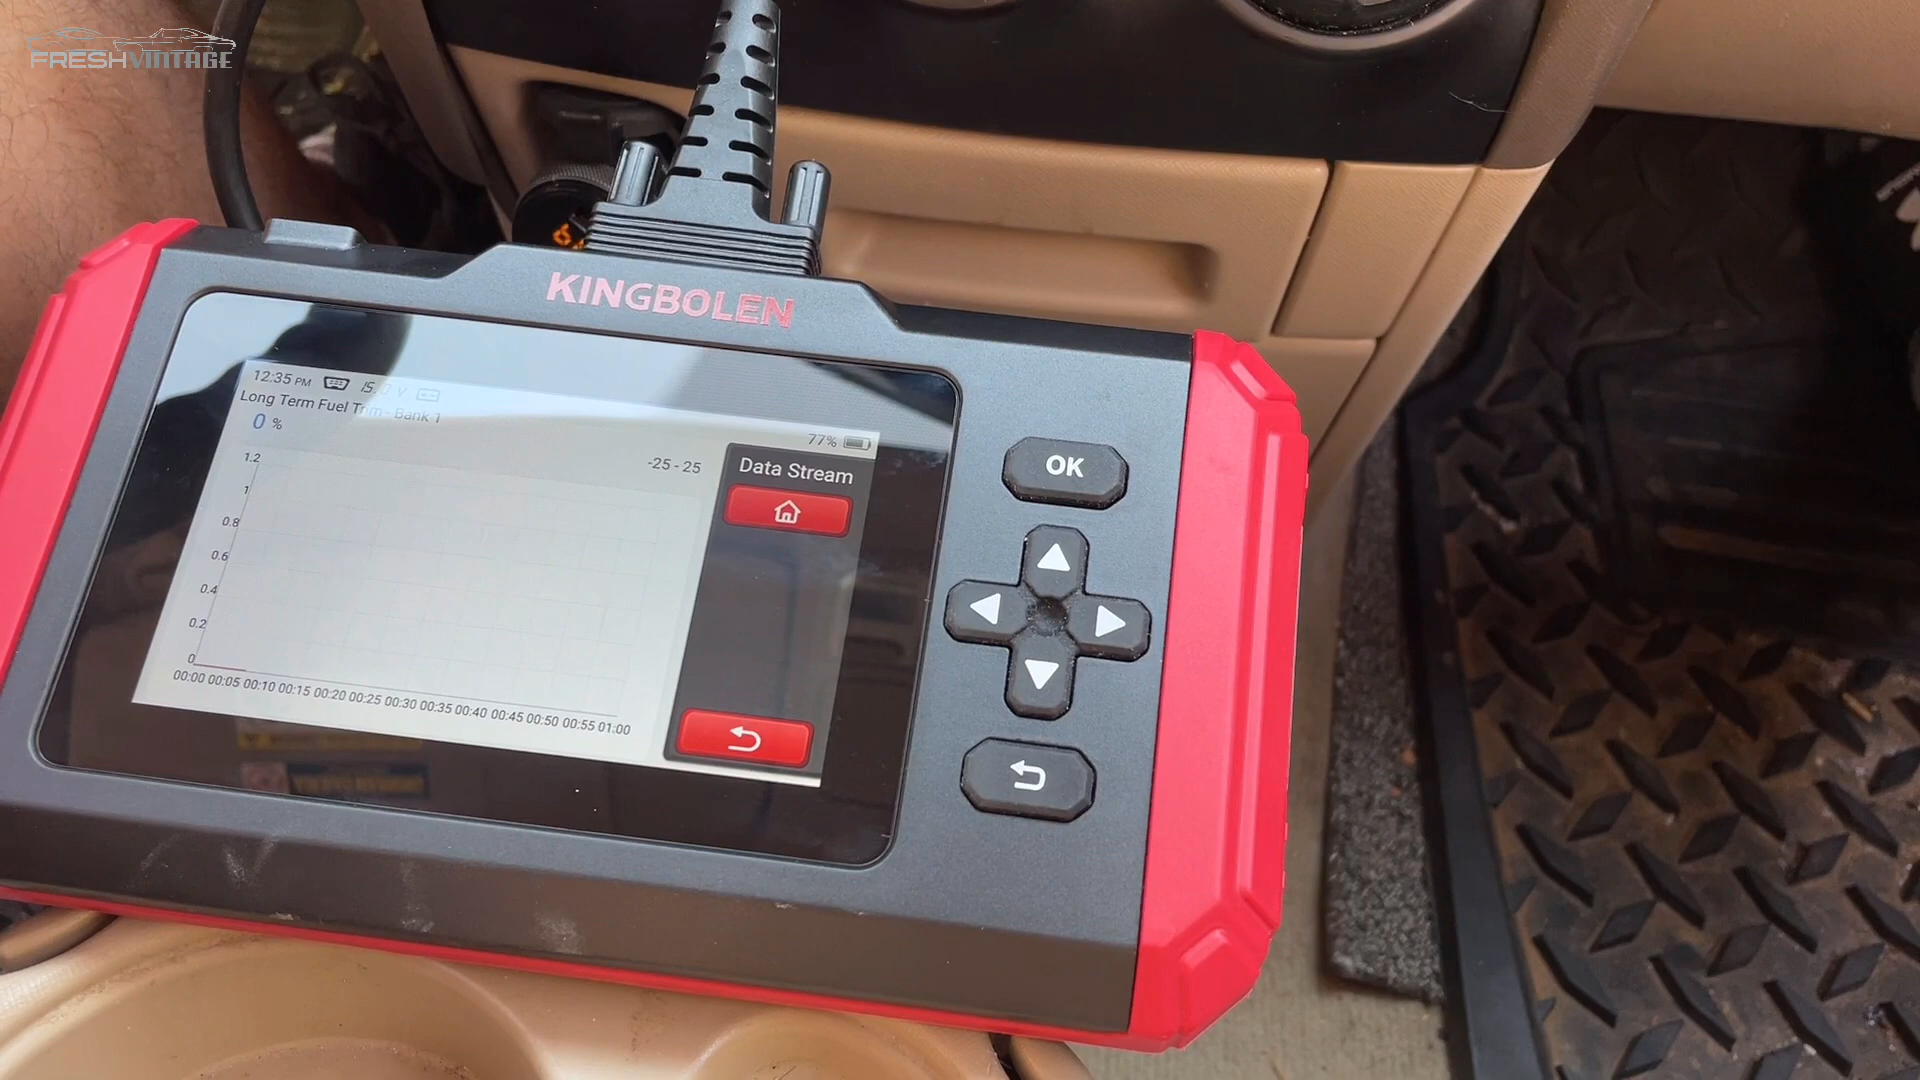 FRESHVINTAGE
KINGBOLEN
12:35 PM 15.0 V
77%
Long Term Fuel Trim - Bank 1
0 %
-25 - 25
Data Stream
1.2
1
0.8
0.6
0.4
0.2
0
00:00 00:05 00:10 00:15 00:20 00:25 00:30 00:35 00:40 00:45 00:50 00:55 01:00
OK